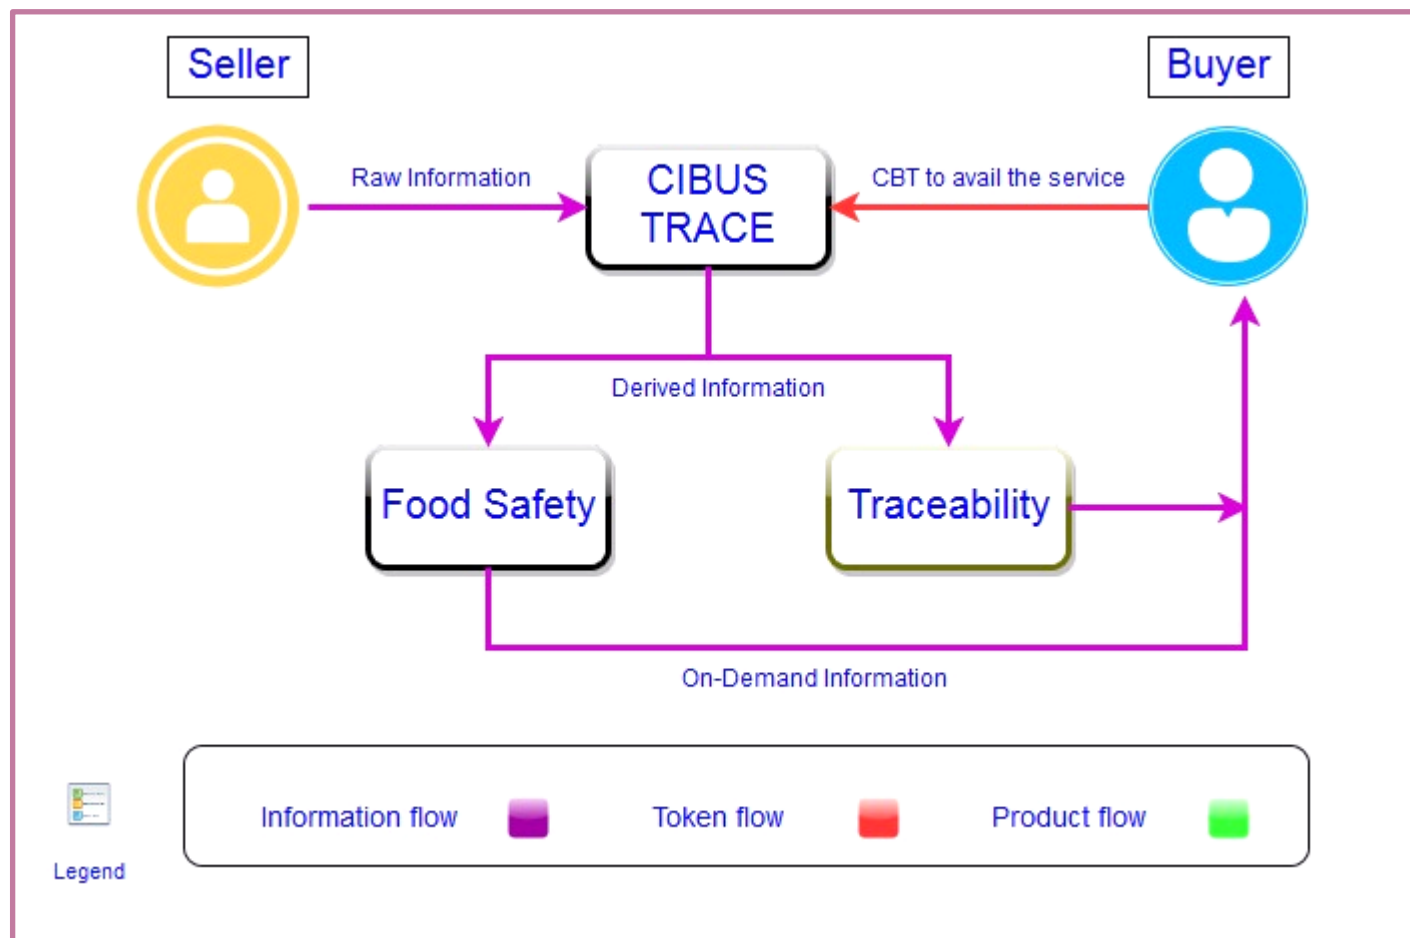 Seller
Buyer
Raw Information
CIBUS
TRACE
CBT to avail the service
Derived Information
Food Safety
Traceability
On-Demand Information
Information flow
Token flow
Product flow
Legend